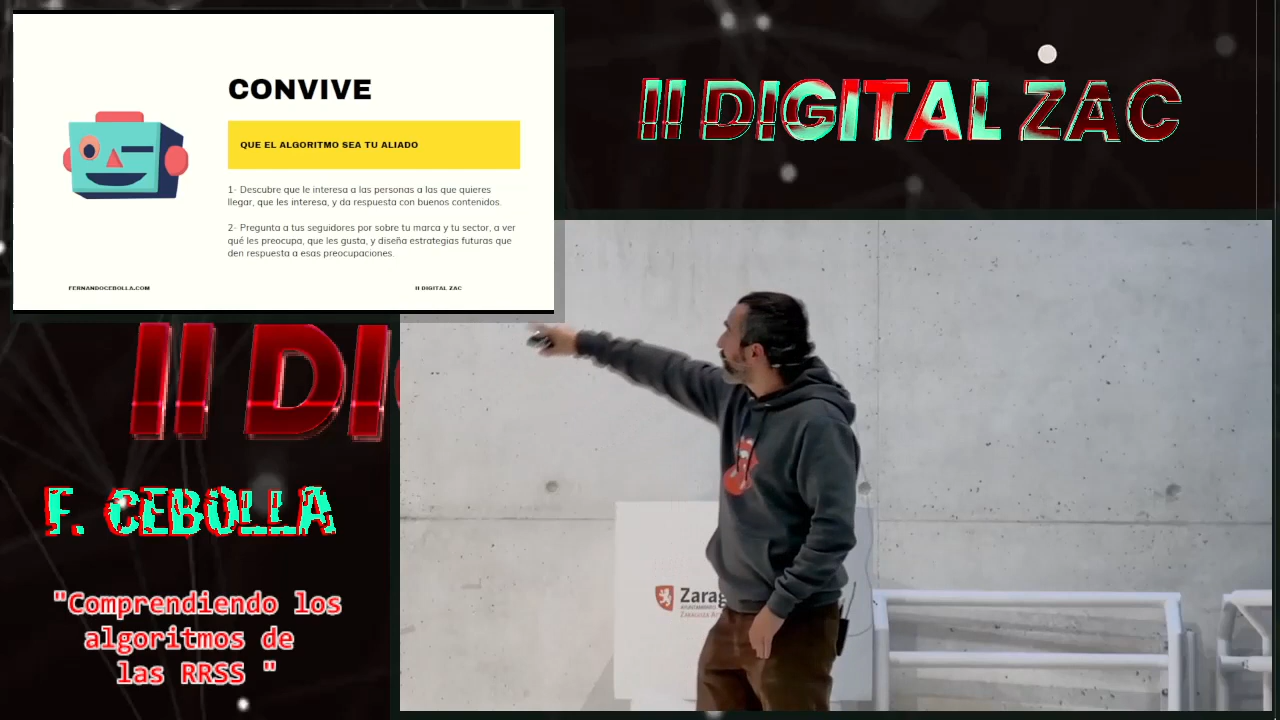 CONVIVE
QUE EL ALGORITMO SEA TU ALIADO
1- Descubre que le interesa a las personas a las que quieres
llegar, que les interesa, y da respuesta con buenos contenidos.
2- Pregunta a tus seguidores por sobre tu marca y tu sector, a ver
qué les preocupa, que les gusta, y diseña estrategias futuras que
den respuesta a esas preocupaciones.
FERNANDOCEBOLLA.COM
II DIGITAL ZAC
II DIGITAL ZAC
II DI
F. CEBOLLA
"Comprendiendo los
algoritmos de
las RRSS "
Zarag